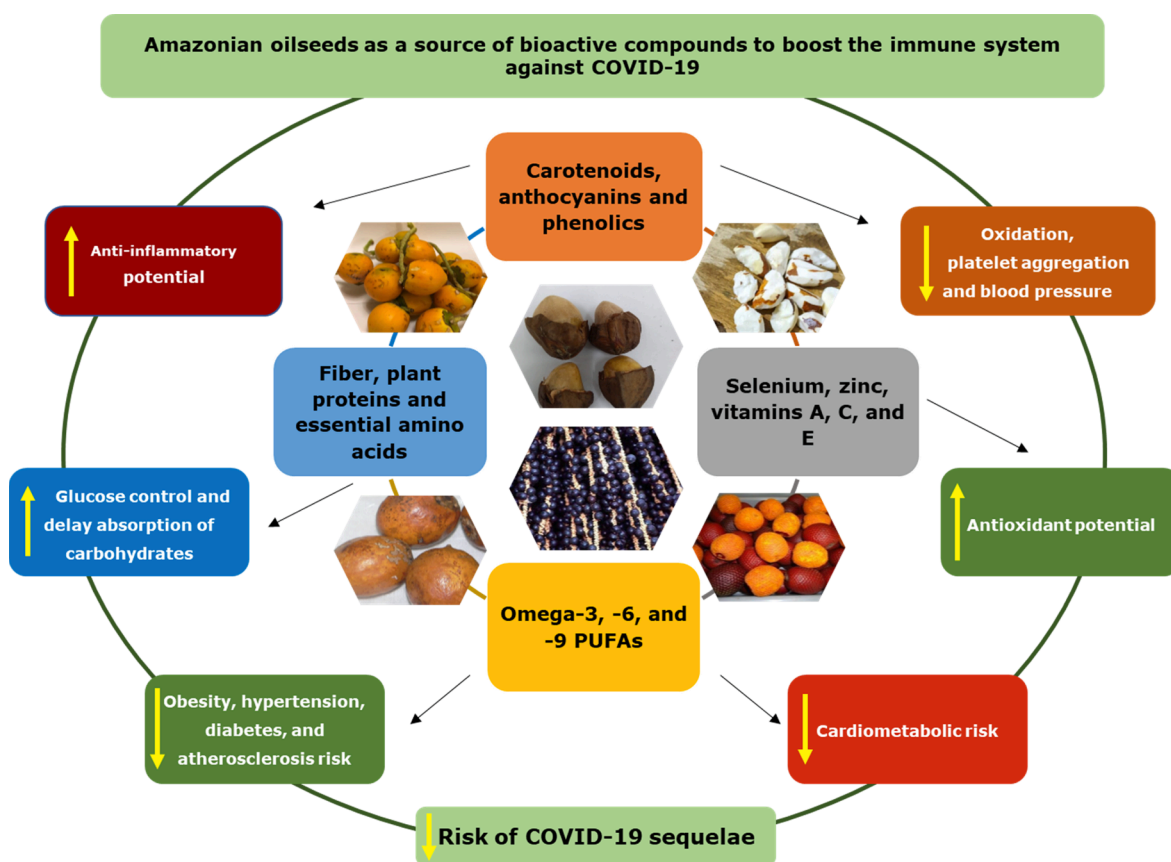 Amazonian oilseeds as a source of bioactive compounds to boost the immune system
against COVID-19
Carotenoids,
anthocyanins and
phenolics
Anti-inflammatory
potential
Oxidation,
platelet aggregation
and blood pressure
Fiber, plant
proteins and
essential amino
acids
Selenium, zinc,
vitamins A, C, and
E
Glucose control and
delay absorption of
carbohydrates
Antioxidant potential
Omega-3, -6, and
-9 PUFAs
Obesity, hypertension,
diabetes, and
atherosclerosis risk
Cardiometabolic risk
Risk of COVID-19 sequelae